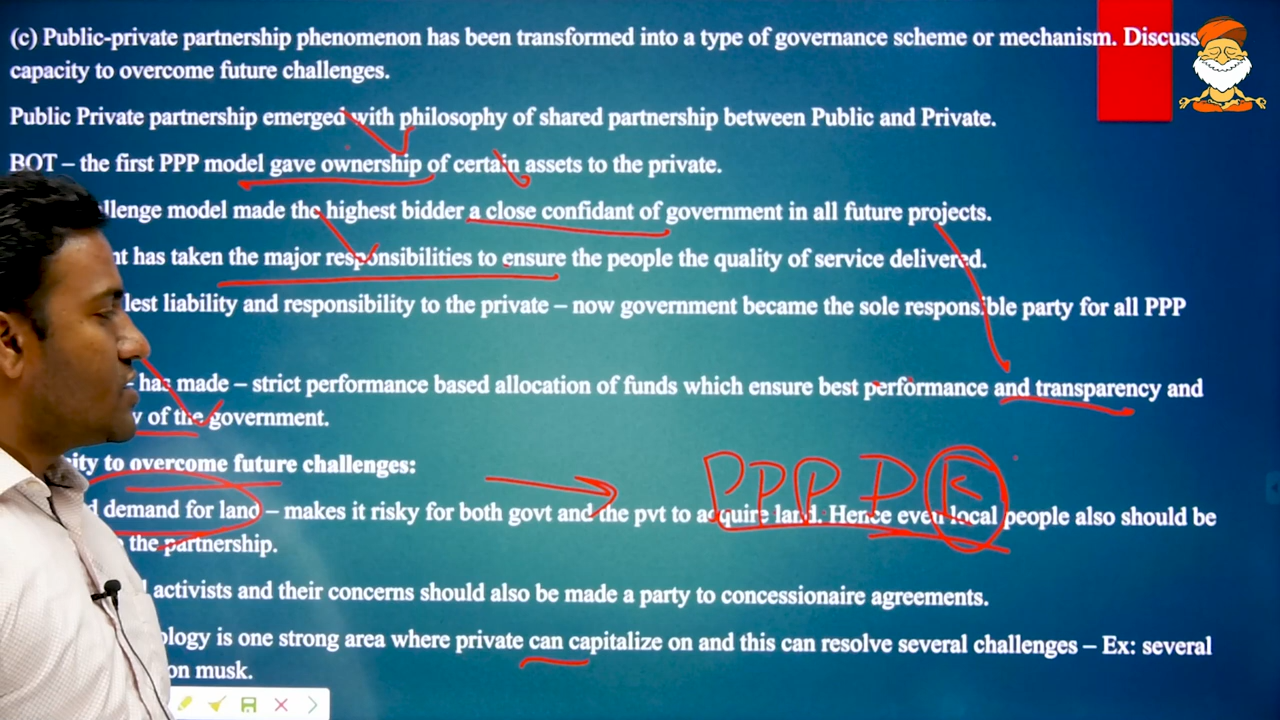 (c) Public-private partnership phenomenon has been transformed into a type of governance scheme or mechanism. Discuss
capacity to overcome future challenges.
Public Private partnership emerged with philosophy of shared partnership between Public and Private.
BOT – the first PPP model gave ownership of certain assets to the private.
model made the highest bidder a close confidant of government in all future projects.
has taken the major responsibilities to ensure the people the quality of service delivered.
liability and responsibility to the private – now government became the sole responsible party for all PPP
has made – strict performance based allocation of funds which ensure best performance and transparency and
of the government.
to overcome future challenges:
PPPP
demand for land – makes it risky for both govt and the pvt to acquire land. Hence even local people also should be
the partnership.
activists and their concerns should also be made a party to concessionaire agreements.
is one strong area where private can capitalize on and this can resolve several challenges – Ex: several
musk.